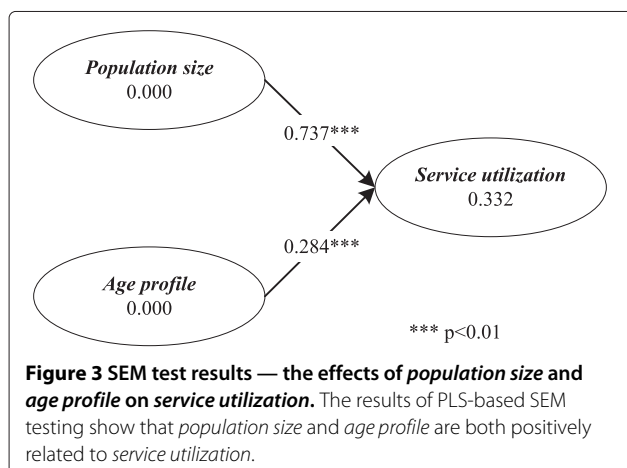 Population size
0.000
0.737***
Service utilization
0.332
0.284***
Age profile
0.000
*** p<0.01
Figure 3 SEM test results — the effects of population size and
age profile on service utilization. The results of PLS-based SEM
testing show that population size and age profile are both positively
related to service utilization.